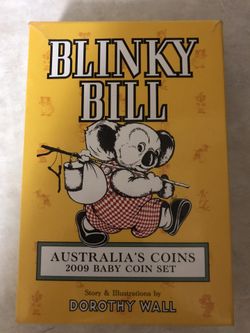 BLINKY
BILL
AUSTRALIA'S COINS
2009 BABY COIN SET
Story & Illustrations by
DOROTHY WALL